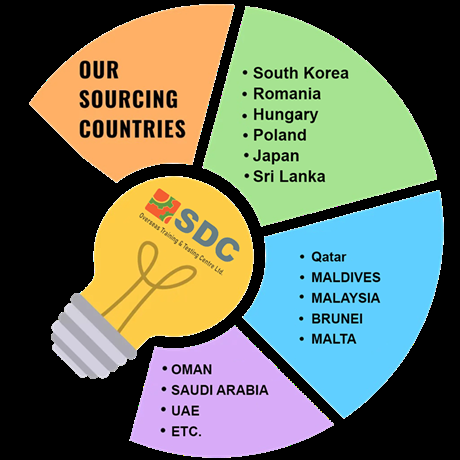 OUR
SOURCING
COUNTRIES
• South Korea
• Romania
• Hungary
• Poland
• Japan
• Sri Lanka
SDC
Overseas Training & Testing Centre Ltd.
• Qatar
• MALDIVES
• MALAYSIA
• BRUNEI
• MALTA
• OMAN
• SAUDI ARABIA
• UAE
• ETC.